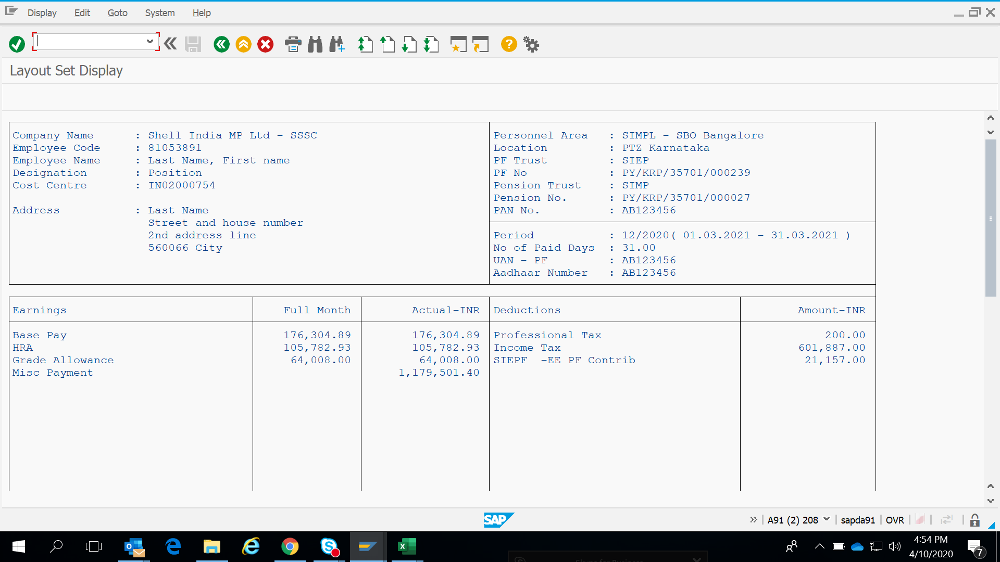 Display Edit Goto System Help
Layout Set Display
Company Name : Shell India MP Ltd - SSSC
Employee Code : 81053891
Employee Name : Last Name, First name
Designation : Position
Cost Centre : IN02000754
Address : Last Name
Street and house number
2nd address line
560066 City
Personnel Area : SIMPL - SBO Bangalore
Location : PTZ Karnataka
PF Trust : SIEP
PF No : PY/KRP/35701/000239
Pension Trust : SIMP
Pension No. : PY/KRP/35701/000027
PAN No. : AB123456
Period : 12/2020( 01.03.2021 - 31.03.2021 )
No of Paid Days : 31.00
UAN - PF : AB123456
Aadhaar Number : AB123456
Earnings Full Month Actual-INR Deductions Amount-INR
Base Pay 176,304.89 176,304.89 Professional Tax 200.00
HRA 105,782.93 105,782.93 Income Tax 601,887.00
Grade Allowance 64,008.00 64,008.00 SIEPF -EE PF Contrib 21,157.00
Misc Payment 1,179,501.40
SAP A91 (2) 208 sapda91 OVR
4:54 PM
4/10/2020
7